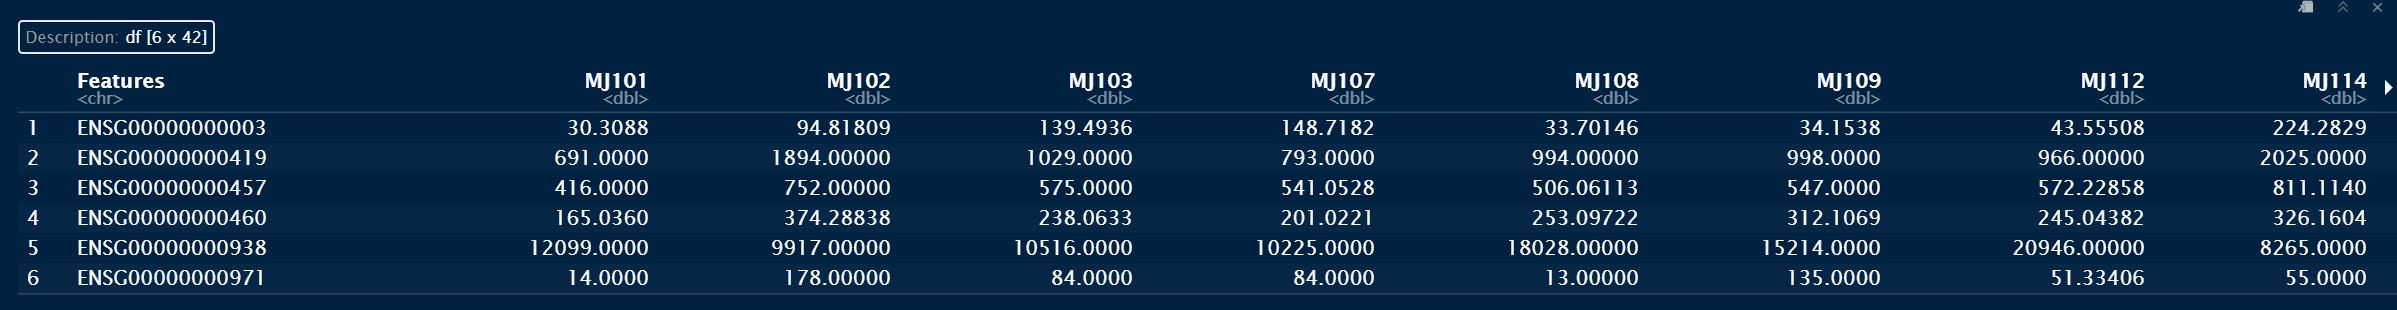 Description: df [6 x 42]
Features MJ101 MJ102 MJ103 MJ107 MJ108 MJ109 MJ112 MJ114
<chr> <dbl> <dbl> <dbl> <dbl> <dbl> <dbl> <dbl> <dbl>
1 ENSG00000000003 30.3088 94.81809 139.4936 148.7182 33.70146 34.1538 43.55508 224.2829
2 ENSG00000000419 691.0000 1894.00000 1029.0000 793.0000 994.00000 998.0000 966.00000 2025.0000
3 ENSG00000000457 416.0000 752.00000 575.0000 541.0528 506.06113 547.0000 572.22858 811.1140
4 ENSG00000000460 165.0360 374.28838 238.0633 201.0221 253.09722 312.1069 245.04382 326.1604
5 ENSG00000000938 12099.0000 9917.00000 10516.0000 10225.0000 18028.00000 15214.0000 20946.00000 8265.0000
6 ENSG00000000971 14.0000 178.00000 84.0000 84.0000 13.00000 135.0000 51.33406 55.0000